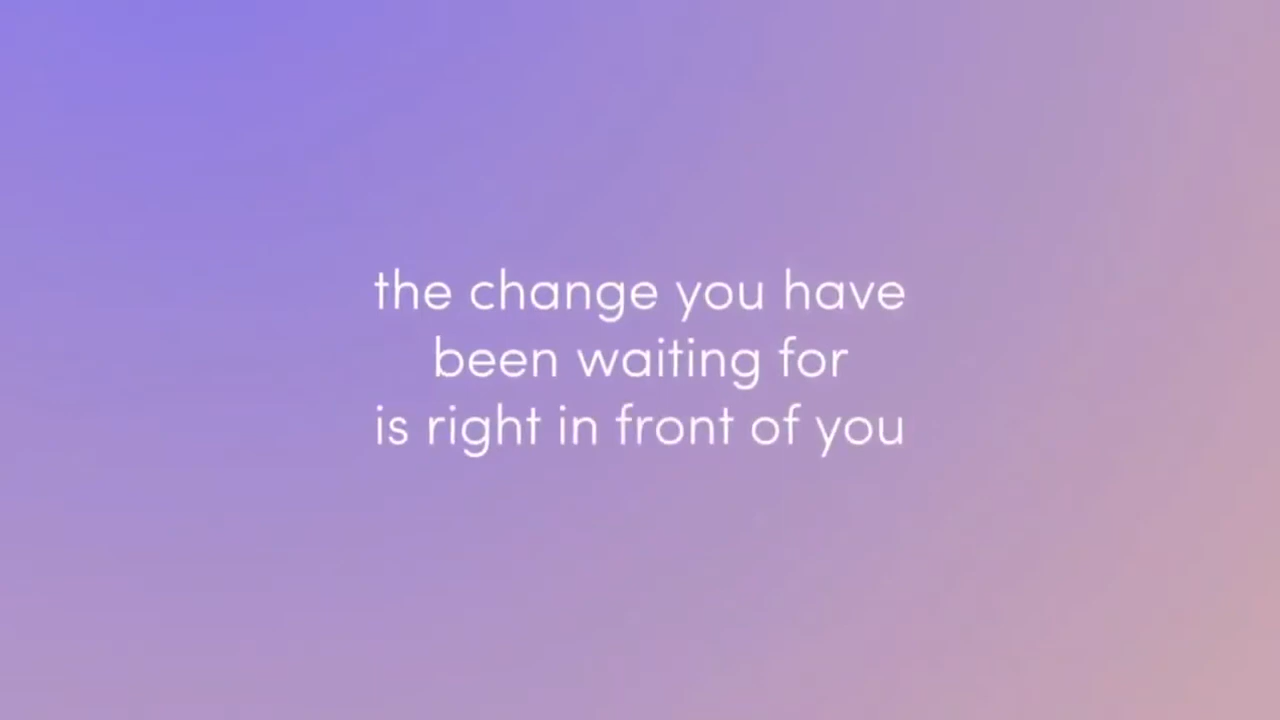 the change you have
been waiting for
is right in front of you